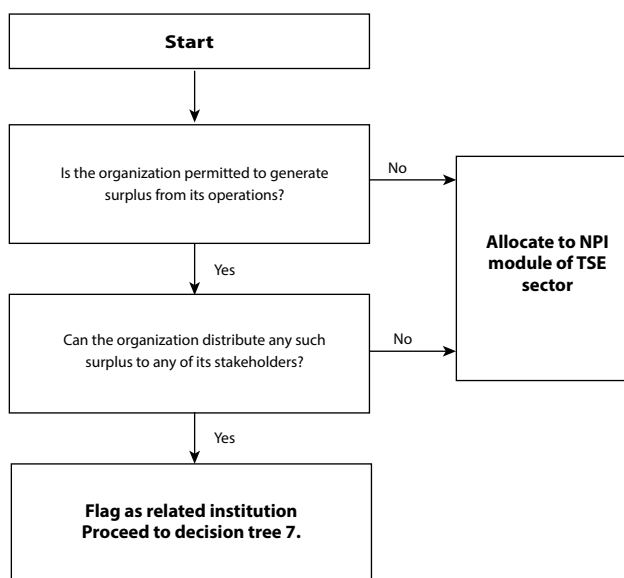 Start
Is the organization permitted to generate
surplus from its operations?
No
Allocate to NPI
module of TSE
sector
Yes
Can the organization distribute any such
surplus to any of its stakeholders?
No
Yes
Flag as related institution
Proceed to decision tree 7.